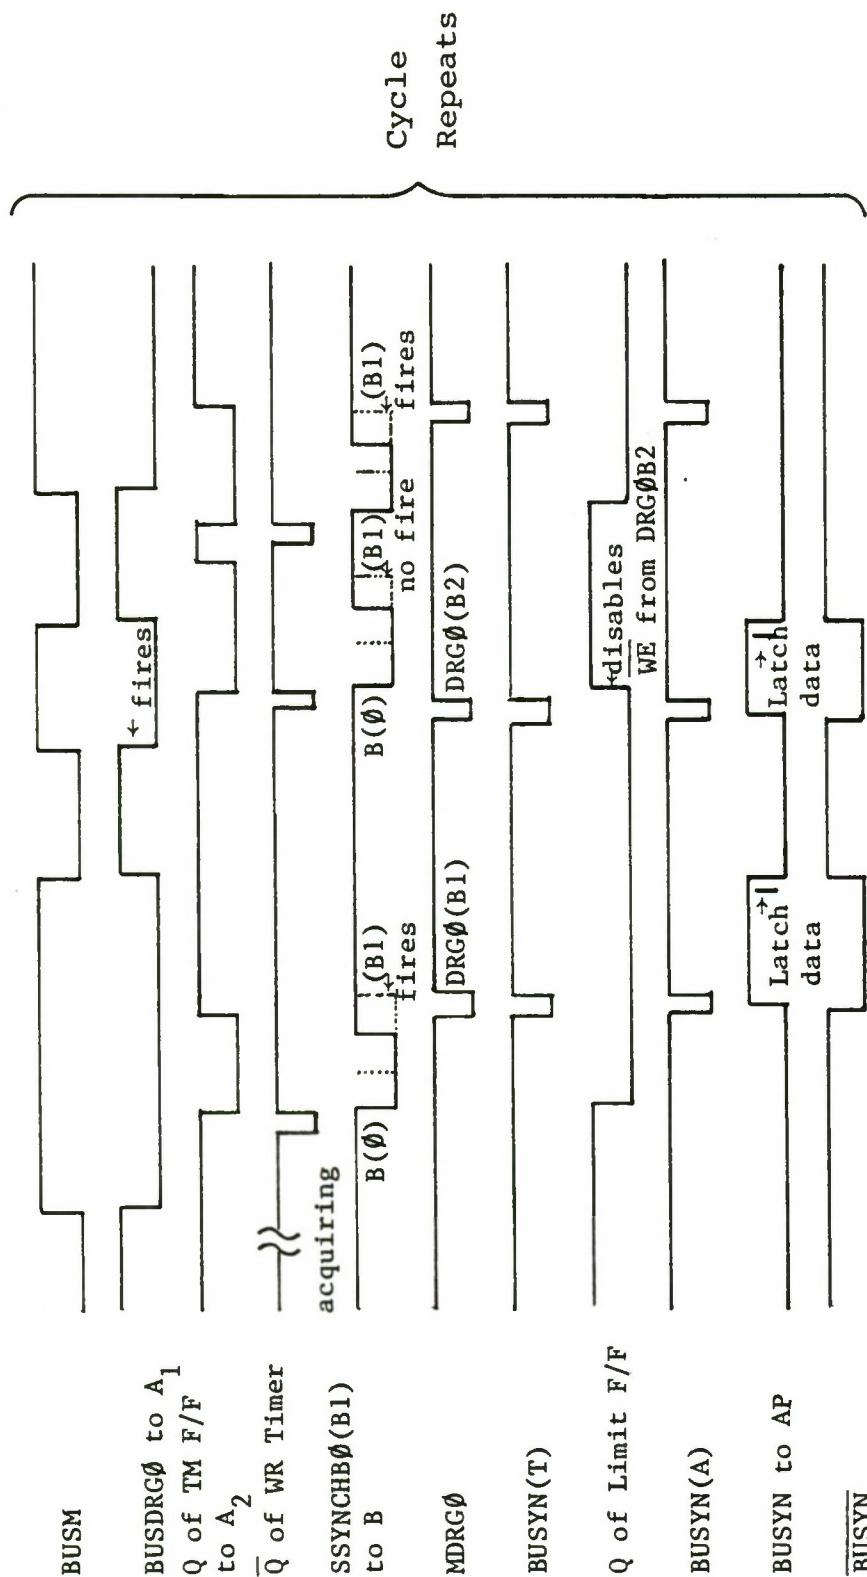 BUSM
BUSDRGØ to A1
← fires
Q of TM F/F
to A2
Q̅ of WR Timer
acquiring
SSYNCHBØ(B1)
to B
B(Ø)
(B1)
fires
B(Ø)
(B1)
no fire
(B1)
fires
MDRGØ
DRGØ(B1)
DRGØ(B2)
BUSYN(T)
Q of Limit F/F
←disables
W̅E̅ from DRGØB2
BUSYN(A)
BUSYN to AP
Latch→
data
Latch→
data
B̅U̅S̅Y̅N̅
Cycle
Repeats